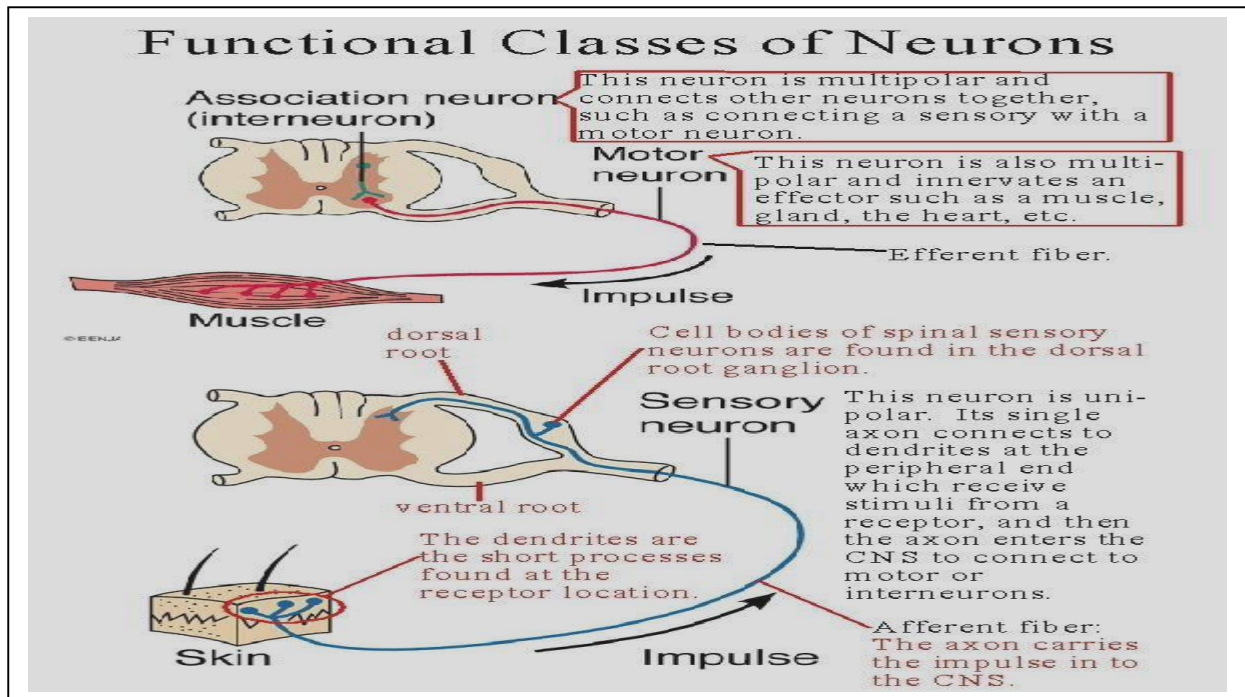 Functional Classes of Neurons
Association neuron
(interneuron)
This neuron is multipolar and
connects other neurons together,
such as connecting a sensory with a
motor neuron.
Motor
neuron
This neuron is also multi-
polar and innervates an
effector such as a muscle,
gland, the heart, etc.
Efferent fiber.
Impulse
Muscle
dorsal
root
Cell bodies of spinal sensory
neurons are found in the dorsal
root ganglion.
Sensory
neuron
This neuron is uni-
polar. Its single
axon connects to
dendrites at the
peripheral end
which receive
stimuli from a
receptor, and then
the axon enters the
CNS to connect to
motor or
interneurons.
ventral root
The dendrites are
the short processes
found at the
receptor location.
Skin
Impulse
Afferent fiber:
The axon carries
the impulse in to
the CNS.